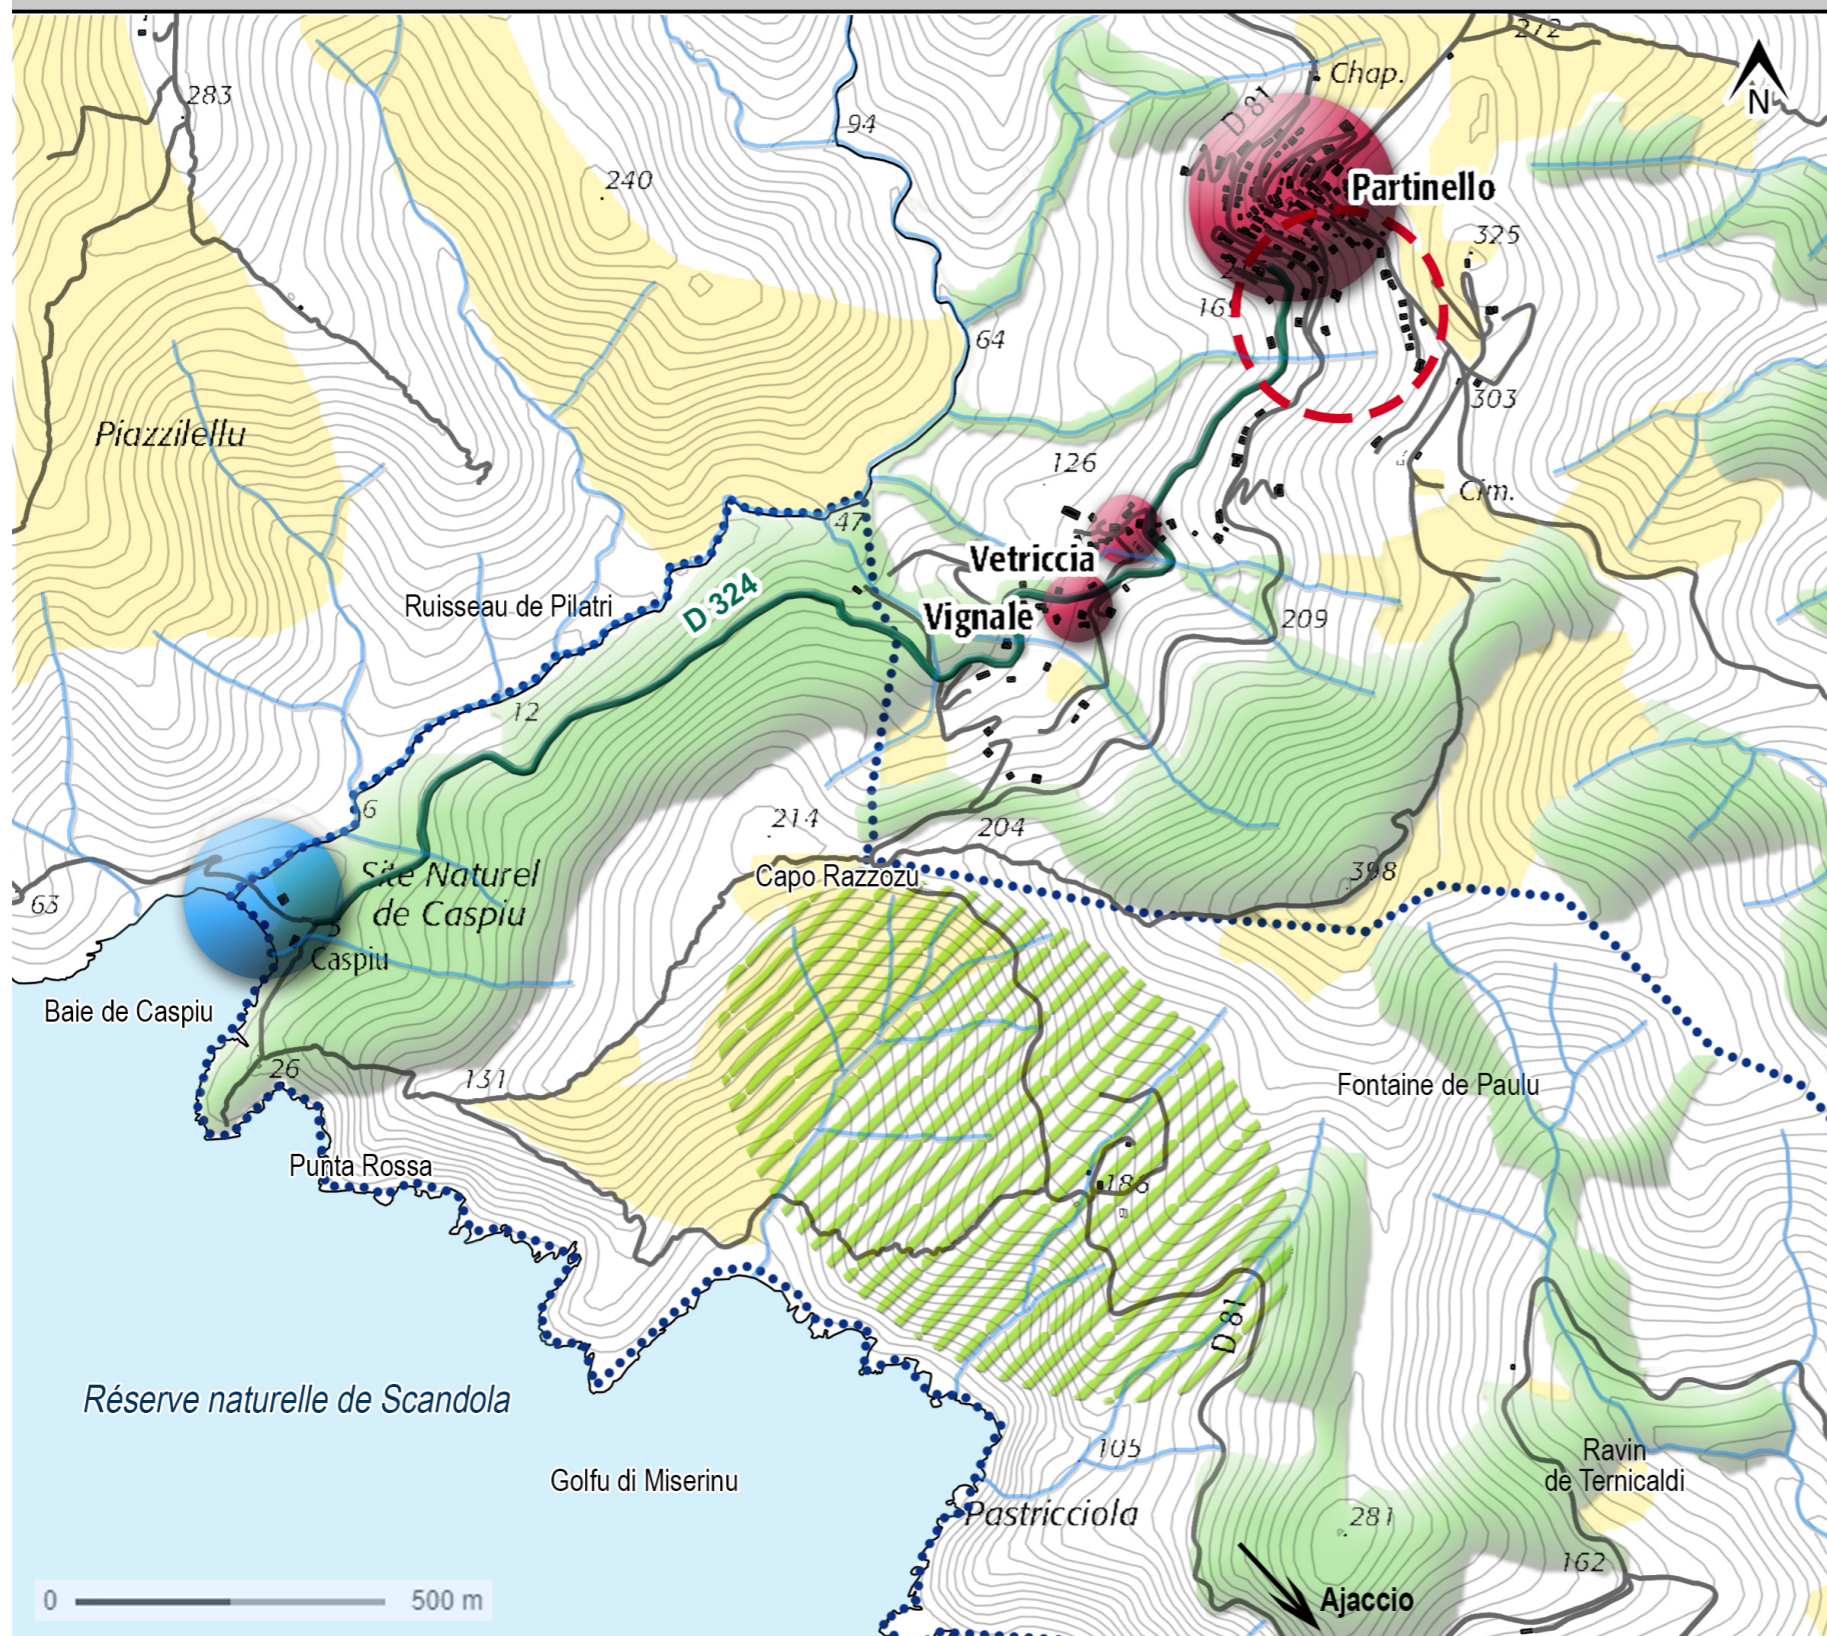 272
Chap.
N
283
D 81
94
Partinello
240
325
169
64
303
Piazzilellu
126
Cim.
47
Vetriccia
Ruisseau de Pilatri
D 324
Vignale
209
12
6
214
204
Site Naturel
de Caspiu
Capo Razzozu
398
63
3
Caspiu
Baie de Caspiu
26
131
Fontaine de Paulu
Punta Rossa
186
D 81
Réserve naturelle de Scandola
105
Ravin
de Ternicaldi
Golfu di Miserinu
Pastricciola
281
162
0 500 m
Ajaccio